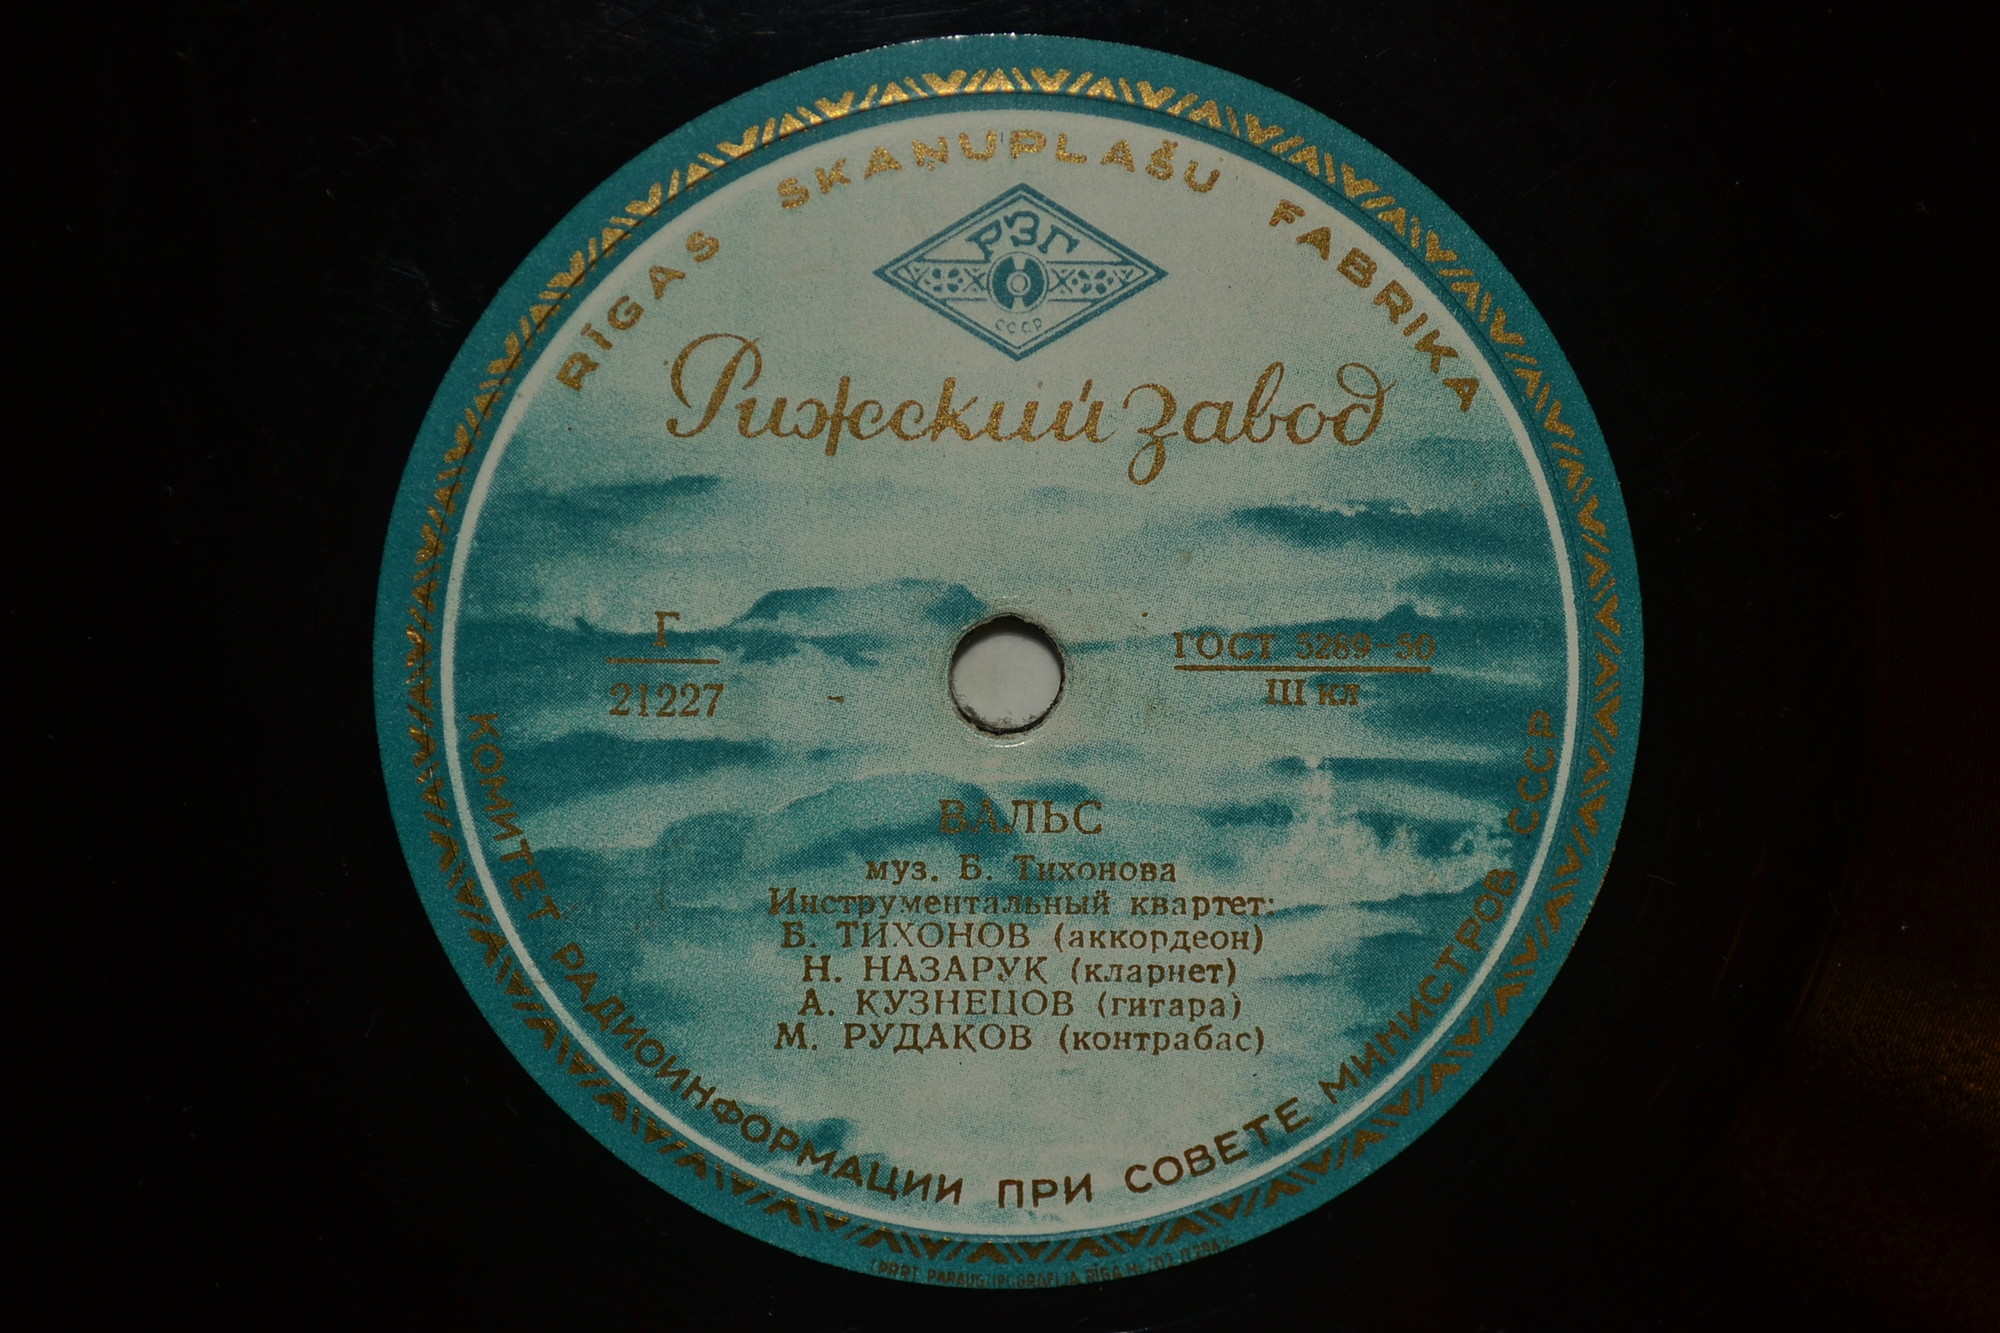 RĪGAS SKAŅUPLAŠU FABRIKA
РЗГ
СССР
Рижский завод
Г
21227
ГОСТ 5289-50
III кл
ВАЛЬС
муз. Б. Тихонова
Инструментальный квартет:
Б. ТИХОНОВ (аккордеон)
Н. НАЗАРУК (кларнет)
А. КУЗНЕЦОВ (гитара)
М. РУДАКОВ (контрабас)
КОМИТЕТ РАДИОИНФОРМАЦИИ ПРИ СОВЕТЕ МИНИСТРОВ СССР